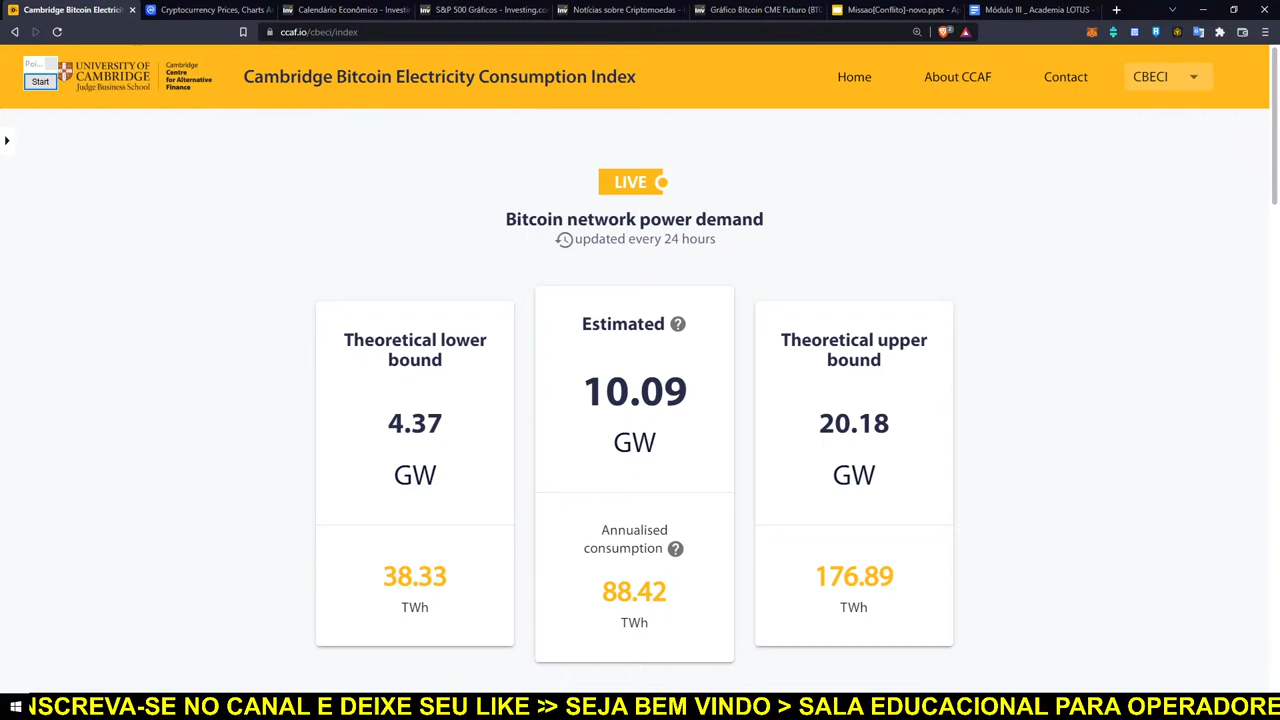 Cambridge Bitcoin Electrici
Cryptocurrency Prices, Charts A
Calendário Econômico - Investi
S&P 500 Gráficos - Investing.co
Notícias sobre Criptomoedas -
Gráfico Bitcoin CME Futuro (BTC
Missao[Conflito]-novo.pptx - Ap
Módulo III _ Academia LOTUS -
ccaf.io/cbeci/index
Poi...
Start
UNIVERSITY OF
CAMBRIDGE
Judge Business School
Cambridge
Centre for
Alternative
Finance
Cambridge Bitcoin Electricity Consumption Index
Home
About CCAF
Contact
CBECI
LIVE
Bitcoin network power demand
updated every 24 hours
Theoretical lower
bound
4.37
GW
38.33
TWh
Estimated
10.09
GW
Annualised
consumption
88.42
TWh
Theoretical upper
bound
20.18
GW
176.89
TWh
NSCREVA-SE NO CANAL E DEIXE SEU LIKE >> SEJA BEM VINDO > SALA EDUCACIONAL PARA OPERADORE